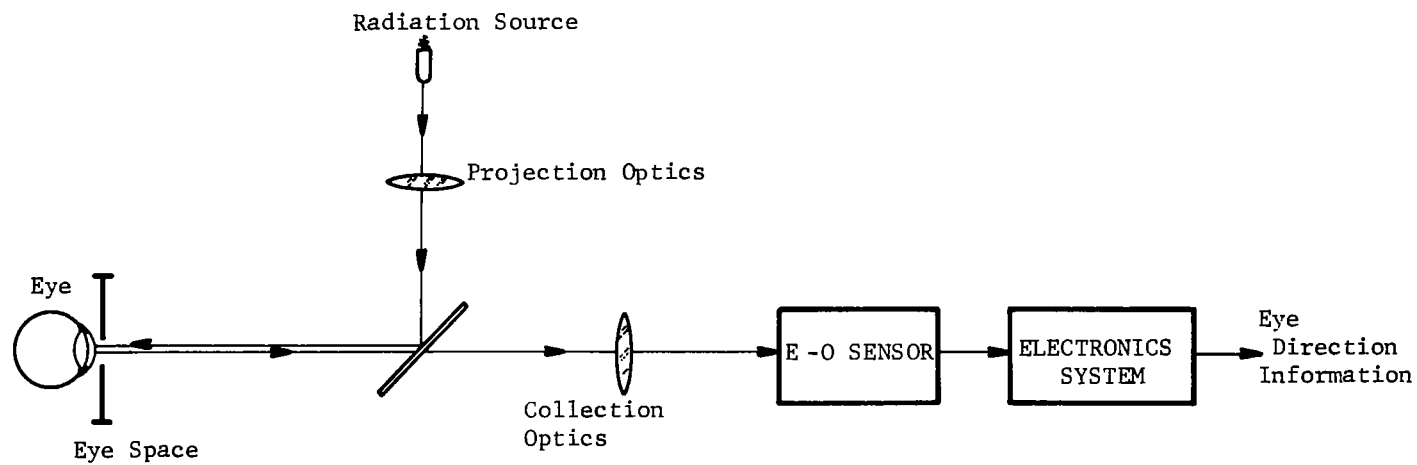 Radiation Source
Projection Optics
Eye
Eye Space
Collection
Optics
E-O SENSOR
ELECTRONICS
SYSTEM
Eye
Direction
Information